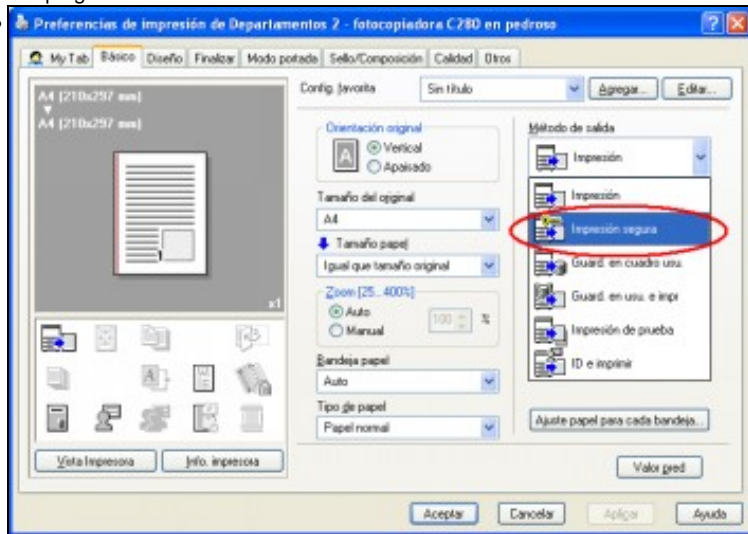 Preferencias de impresión de Departamentos 2 - fotocopiadora C280 en pedroso
My Tab Básico Diseño Finalizar Modo portada Sello/Composición Calidad Otros
A4 (210x297 mm)
A4 (210x297 mm)
x1
Config. favorita Sin título Agregar... Editar...
Orientación original
A
Vertical
Apaisado
Tamaño del original
A4
Tamaño papel
Igual que tamaño original
Zoom [25..400%]
Auto
Manual
100 %
Bandeja papel
Auto
Tipo de papel
Papel normal
Método de salida
Impresión
Impresión
Impresión segura
Guard. en cuadro usu.
Guard. en usu. e impr
Impresión de prueba
ID e imprimir
Ajuste papel para cada bandeja...
Vista Impresora Info. impresora
Valor pred
Aceptar Cancelar Aplicar Ayuda